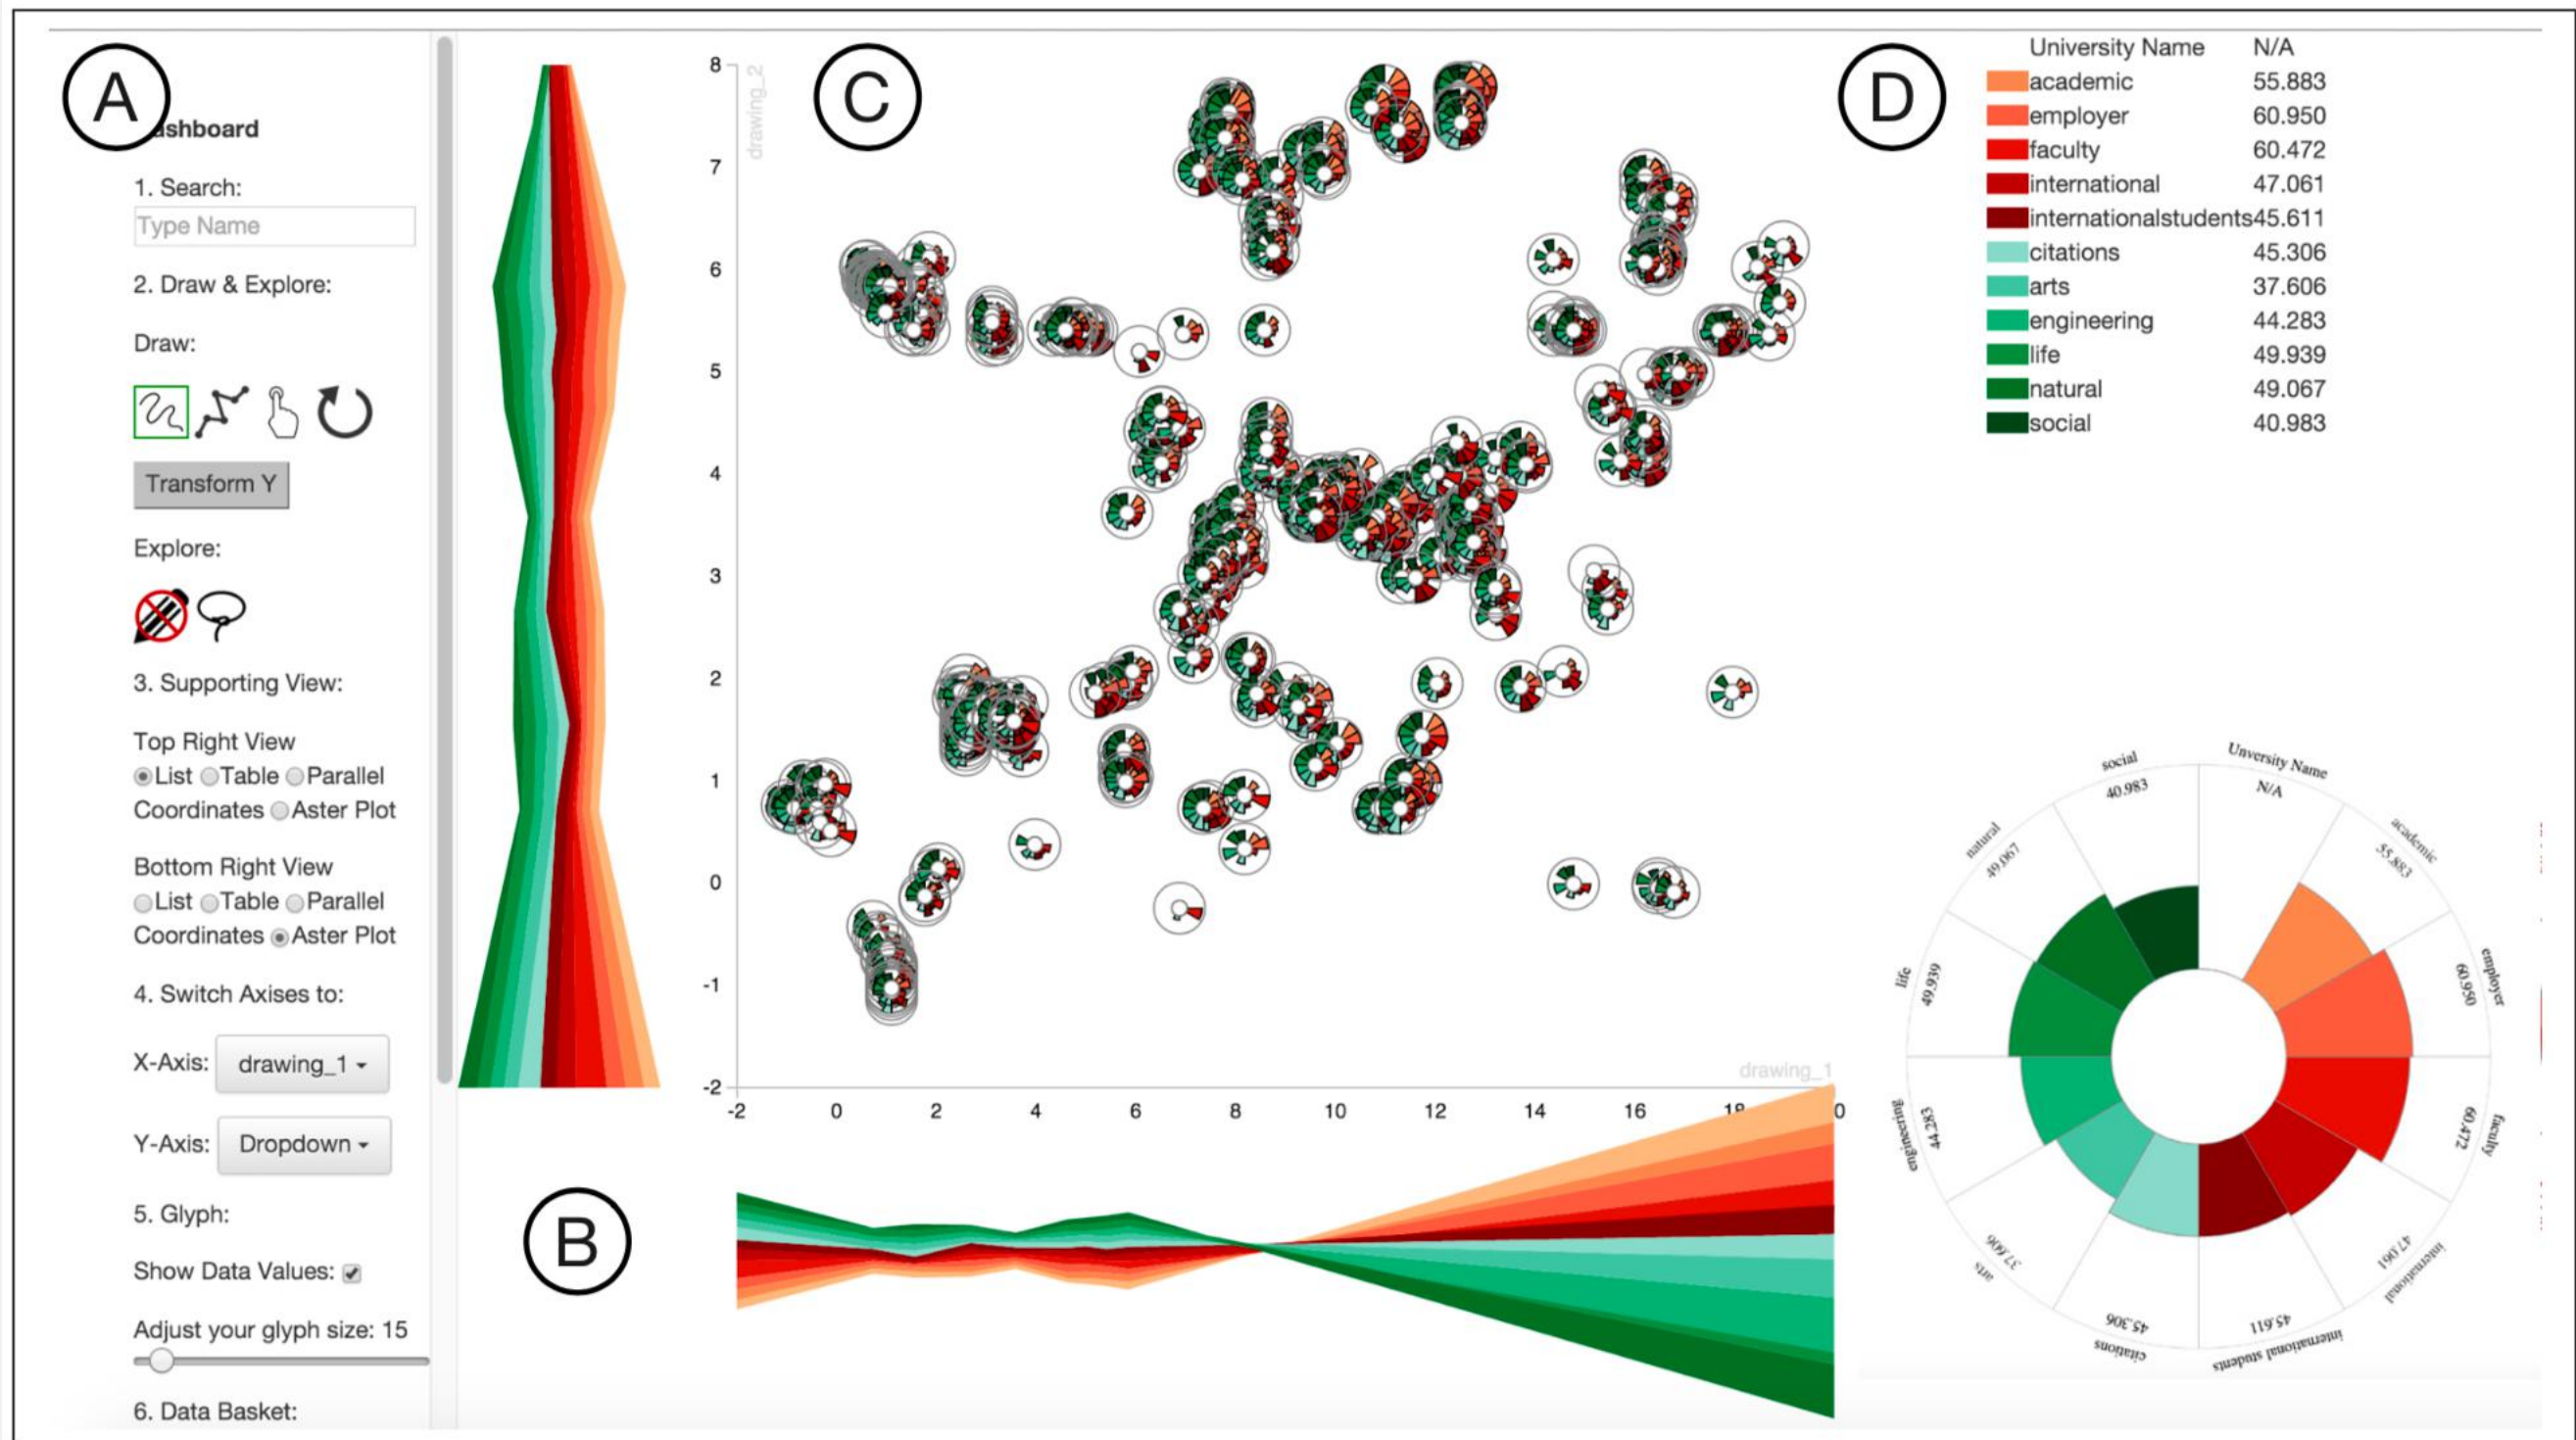 A
ashboard
1. Search:
Type Name
2. Draw & Explore:
Draw:
Transform Y
Explore:
3. Supporting View:
Top Right View
List Table Parallel
Coordinates Aster Plot
Bottom Right View
List Table Parallel
Coordinates Aster Plot
4. Switch Axises to:
X-Axis: drawing_1
Y-Axis: Dropdown
5. Glyph:
Show Data Values:
Adjust your glyph size: 15
6. Data Basket:
B
C
drawing_2
8
7
6
5
4
3
2
1
0
-1
-2
drawing_1
-2 0 2 4 6 8 10 12 14 16 18 0
D
University Name N/A
academic 55.883
employer 60.950
faculty 60.472
international 47.061
internationalstudents 45.611
citations 45.306
arts 37.606
engineering 44.283
life 49.939
natural 49.067
social 40.983
Unversity Name
N/A
academic
55.883
employer
60.950
faculty
60.472
international
47.061
international students
45.611
citations
45.306
arts
37.606
engineering
44.283
life
49.939
natural
49.067
social
40.983